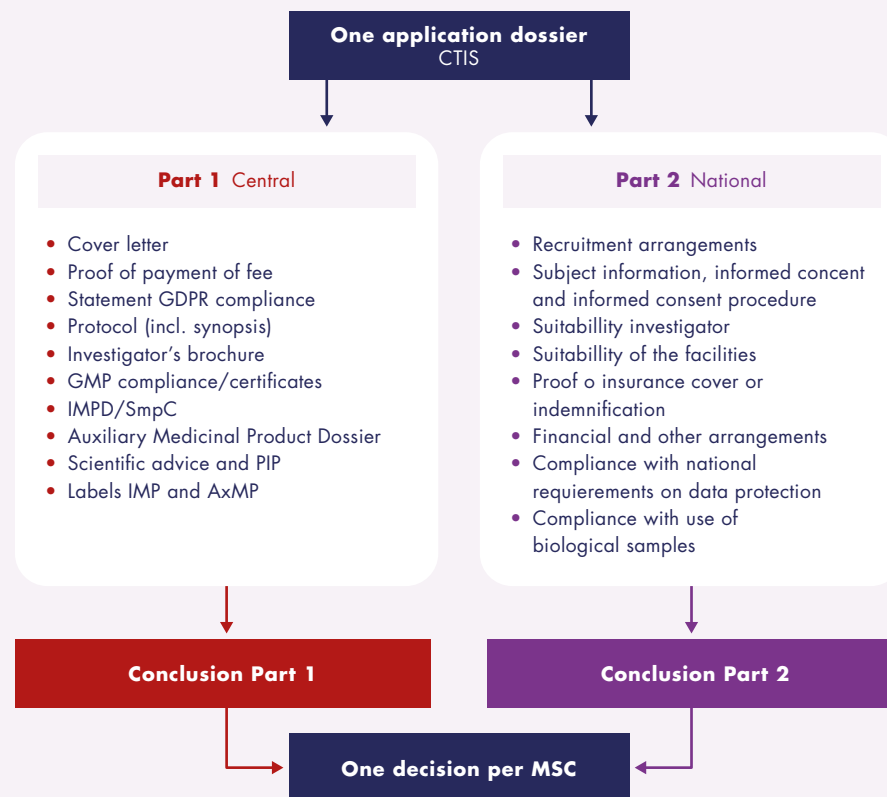 One application dossier
CTIS
Part 1 Central
Cover letter
Proof of payment of fee
Statement GDPR compliance
Protocol (incl. synopsis)
Investigator's brochure
GMP compliance/certificates
IMPD/SmpC
Auxiliary Medicinal Product Dossier
Scientific advice and PIP
Labels IMP and AxMP
Part 2 National
Recruitment arrangements
Subject information, informed concent
and informed consent procedure
Suitabillity investigator
Suitabillity of the facilities
Proof o insurance cover or
indemnification
Financial and other arrangements
Compliance with national
requierements on data protection
Compliance with use of
biological samples
Conclusion Part 1
Conclusion Part 2
One decision per MSC